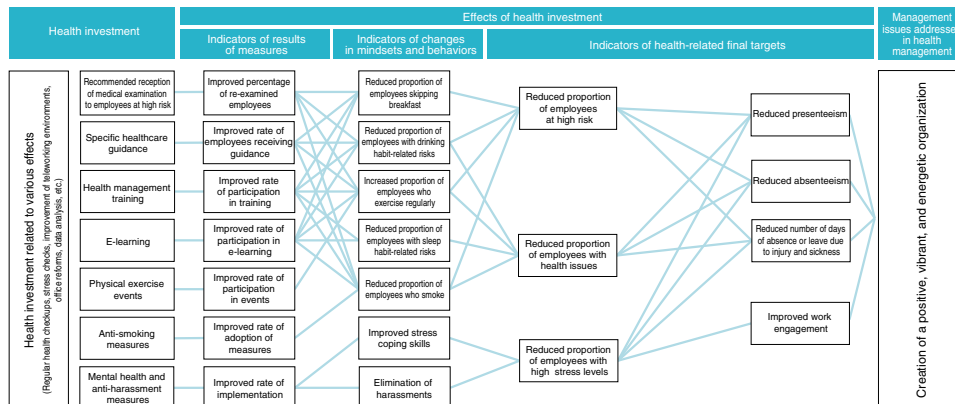 Health investment
Effects of health investment
Management
issues addressed
in health
management
Indicators of results
of measures
Indicators of changes
in mindsets and behaviors
Indicators of health-related final targets
Health investment related to various effects
(Regular health checkups, stress checks, improvement of teleworking environments,
office reforms, data analysis, etc.)
Recommended reception
of medical examination
to employees at high risk
Specific healthcare
guidance
Health management
training
E-learning
Physical exercise
events
Anti-smoking
measures
Mental health and
anti-harassment
measures
Improved percentage
of re-examined
employees
Improved rate of
employees receiving
guidance
Improved rate
of participation
in training
Improved rate of
participation in
e-learning
Improved rate
of participation
in events
Improved rate of
adoption of
measures
Improved rate of
implementation
Reduced proportion of
employees skipping
breakfast
Reduced proportion of
employees with drinking
habit-related risks
Increased proportion of
employees who
exercise regularly
Reduced proportion of
employees with sleep
habit-related risks
Reduced proportion of
employees who smoke
Improved stress
coping skills
Elimination of
harassments
Reduced proportion
of employees
at high risk
Reduced proportion
of employees with
health issues
Reduced proportion
of employees with
high stress levels
Reduced presenteeism
Reduced absenteeism
Reduced number of days
of absence or leave due
to injury and sickness
Improved work
engagement
Creation of a positive, vibrant, and energetic organization